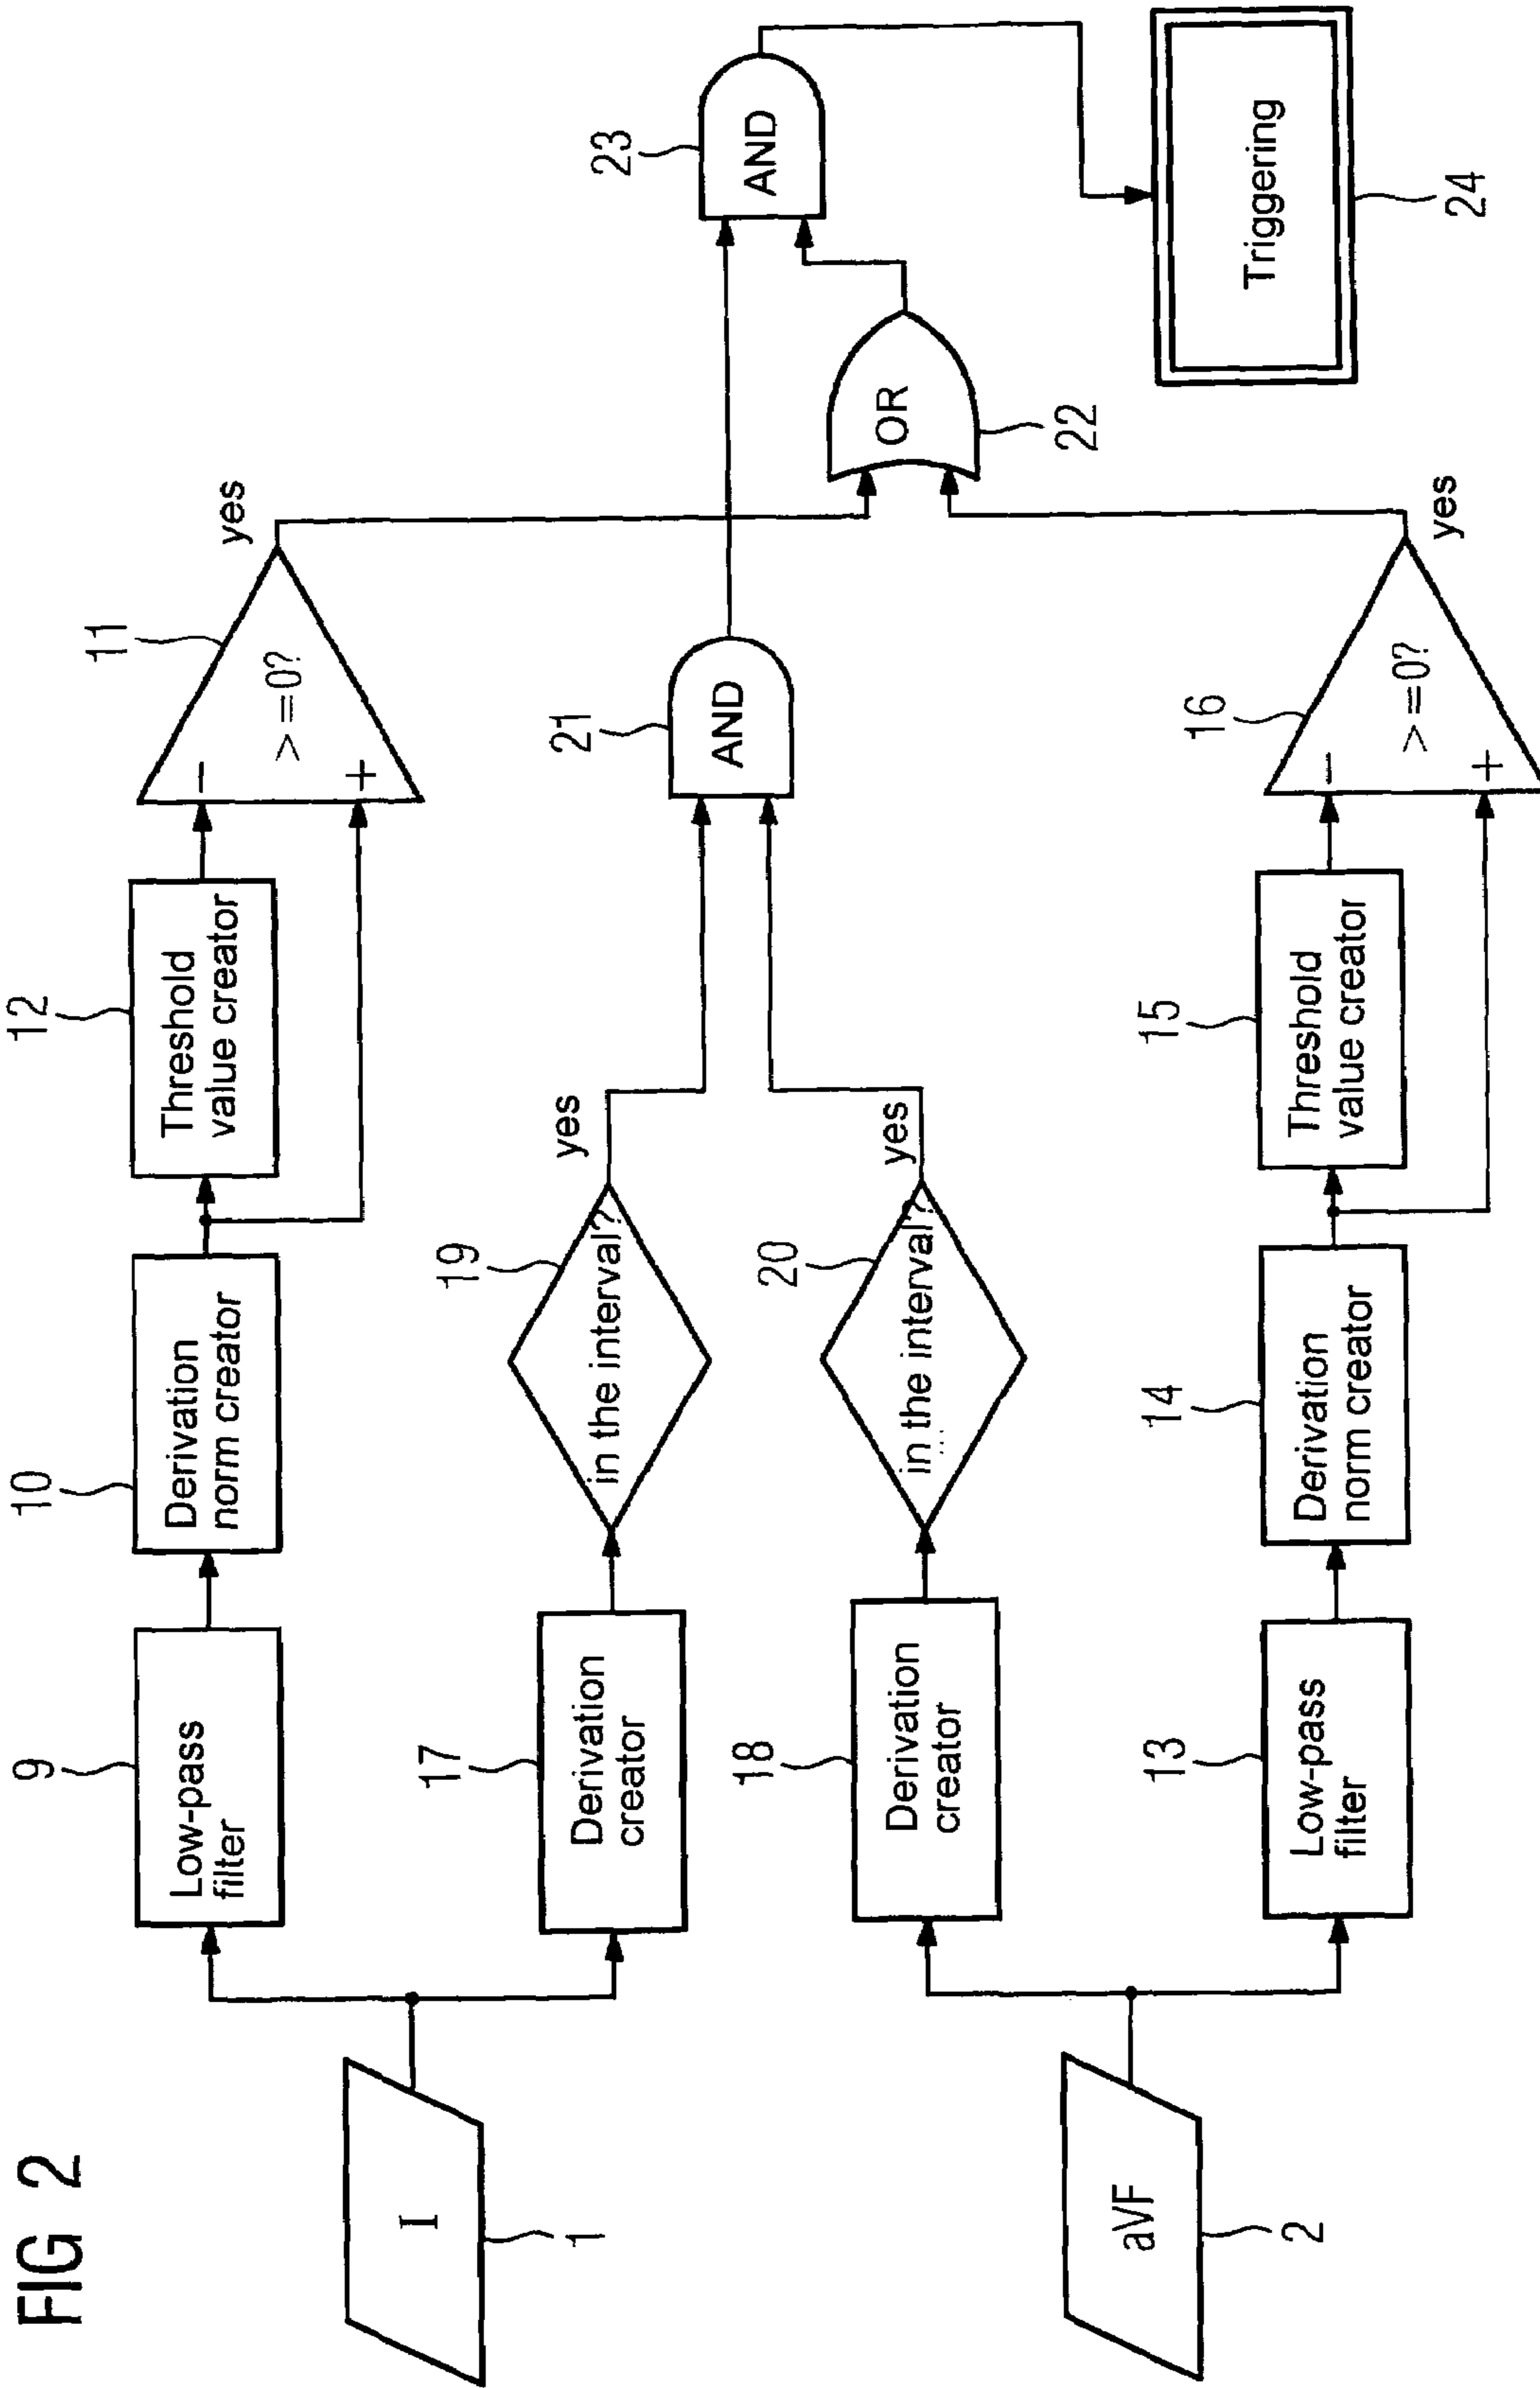 FIG 2
I
1
9
Low-pass
filter
10
Derivation
norm creator
12
Threshold
value creator
11
−
>=0?
+
yes
17
Derivation
creator
19
in the interval?
yes
21
AND
23
AND
18
Derivation
creator
20
in the interval?
yes
OR
22
Triggering
24
aVF
2
13
Low-pass
filter
14
Derivation
norm creator
15
Threshold
value creator
16
−
>=0?
+
yes